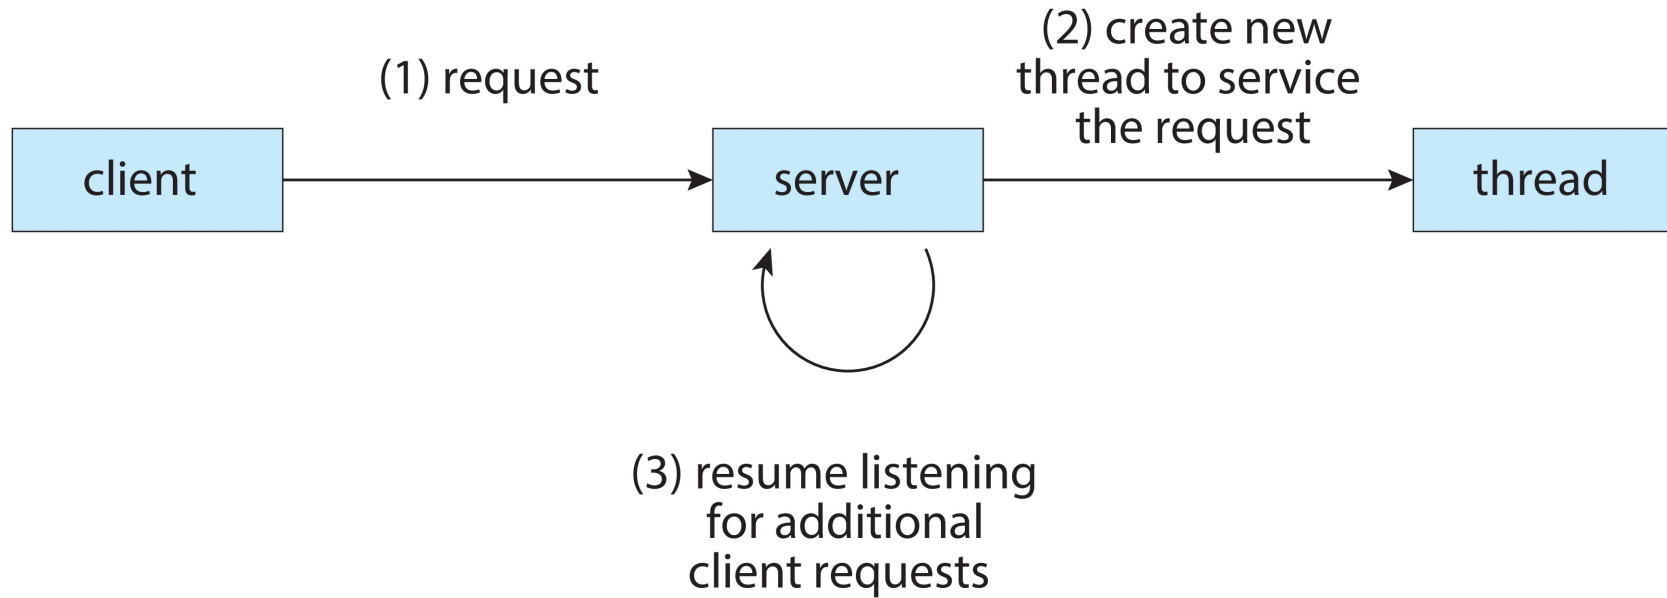 (1) request
(2) create new
thread to service
the request
client
server
thread
(3) resume listening
for additional
client requests